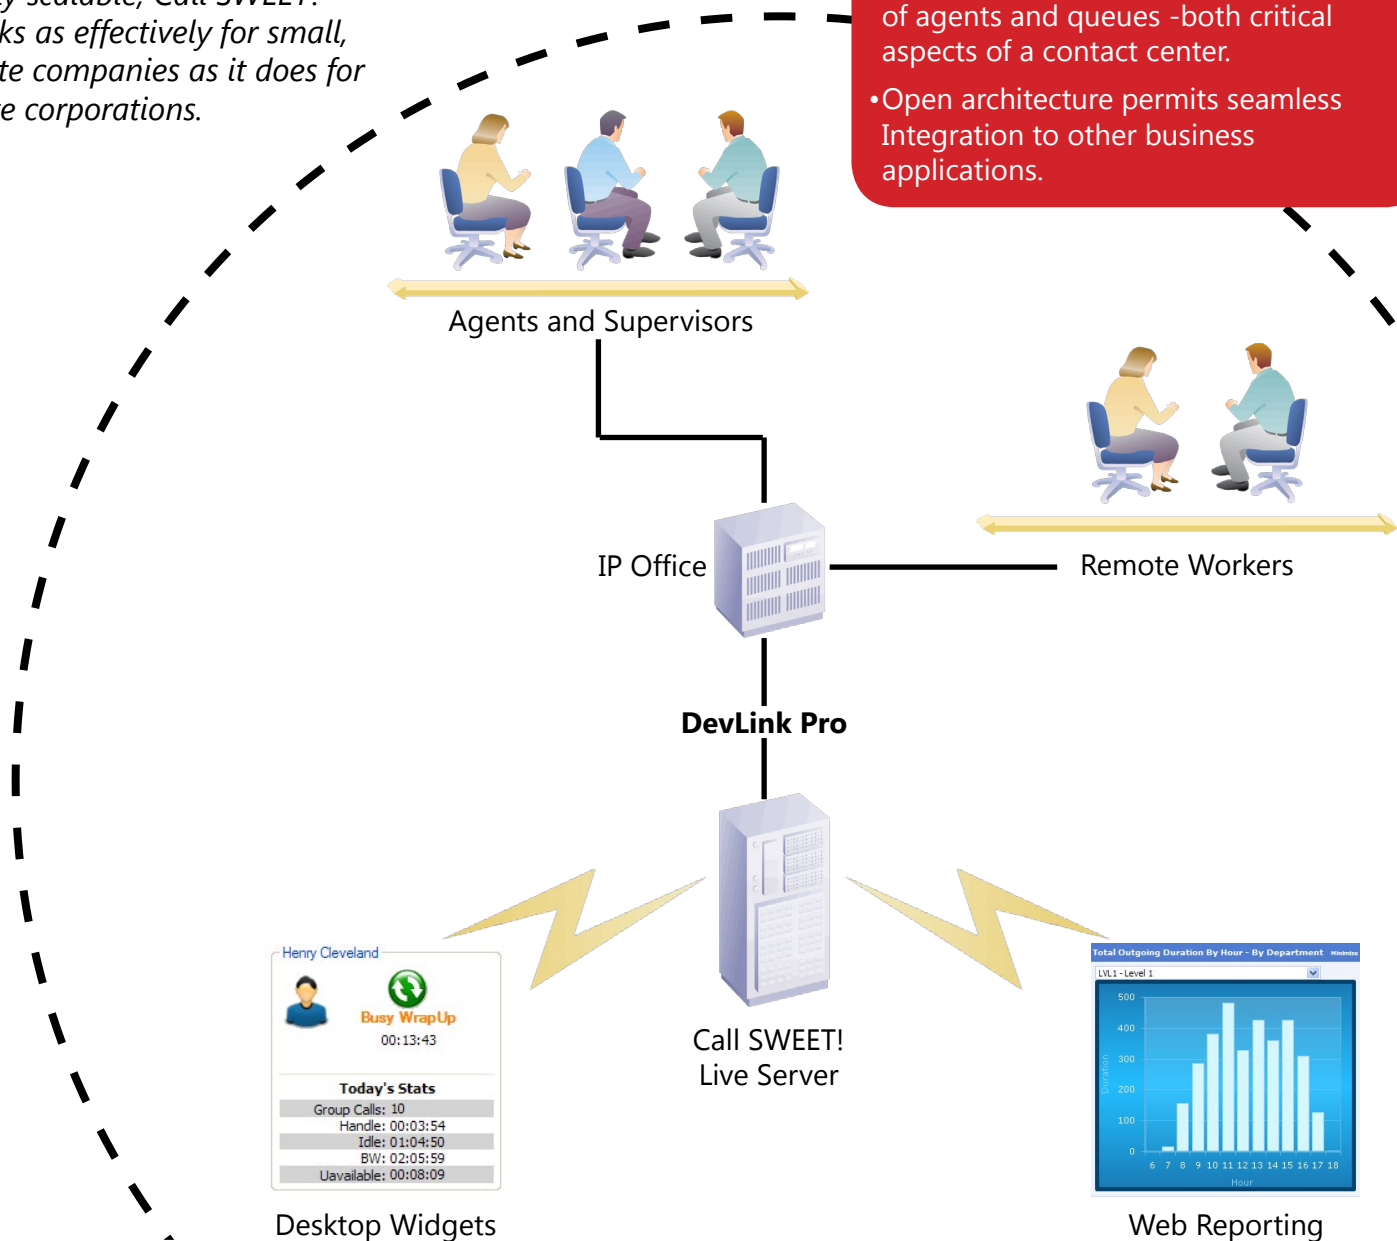 scalable, Call SWEET!
as effectively for small,
companies as it does for
corporations.
of agents and queues -both critical
aspects of a contact center.
•Open architecture permits seamless
Integration to other business
applications.
Agents and Supervisors
IP Office
Remote Workers
DevLink Pro
Henry Cleveland
Busy WrapUp
00:13:43
Today's Stats
Group Calls: 10
Handle: 00:03:54
Idle: 01:04:50
BW: 02:05:59
Uavailable: 00:08:09
Desktop Widgets
Call SWEET!
Live Server
Total Outgoing Duration By Hour - By Department Minimize
LVL1 - Level 1
500
400
300
200
100
0
Duration
6 7 8 9 10 11 12 13 14 15 16 17 18
Hour
Web Reporting